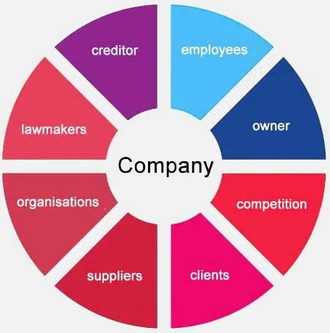 creditor
employees
lawmakers
owner
Company
organisations
competition
suppliers
clients